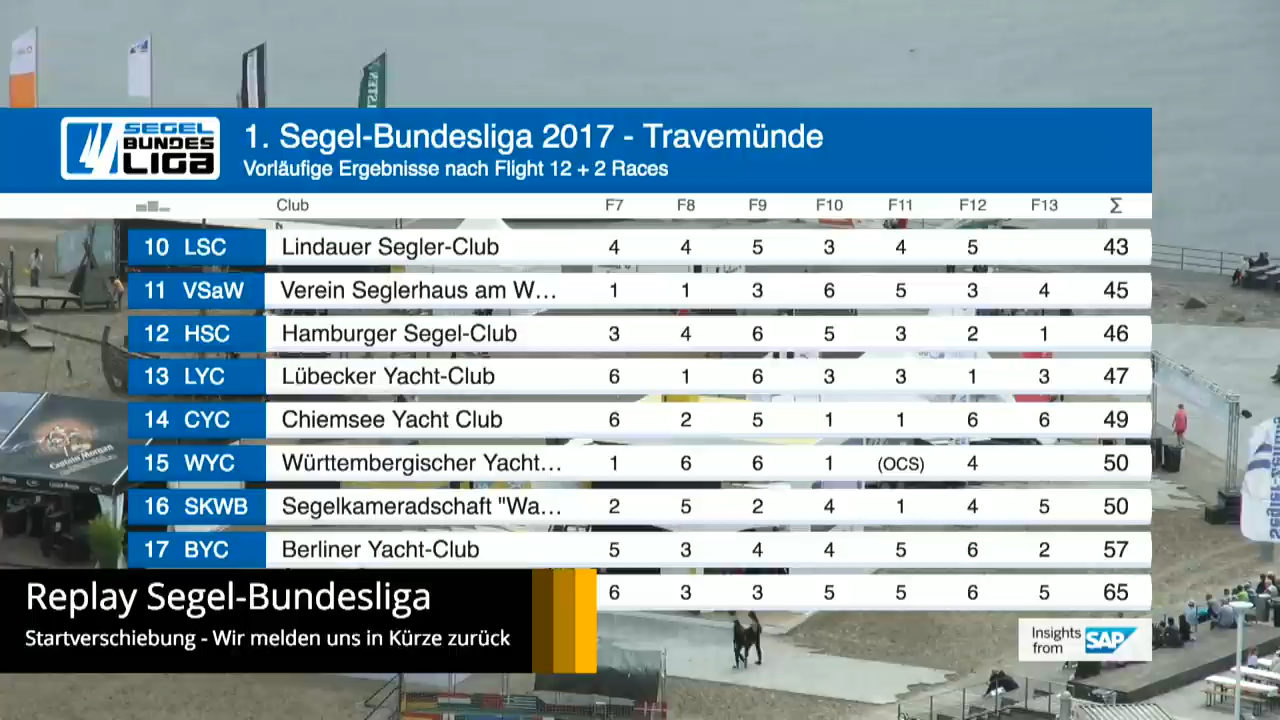 SEGEL
BUNDES
LIGA
1. Segel-Bundesliga 2017 - Travemünde
Vorläufige Ergebnisse nach Flight 12 + 2 Races
Club F7 F8 F9 F10 F11 F12 F13 Σ
10 LSC Lindauer Segler-Club 4 4 5 3 4 5 43
11 VSaW Verein Seglerhaus am W... 1 1 3 6 5 3 4 45
12 HSC Hamburger Segel-Club 3 4 6 5 3 2 1 46
13 LYC Lübecker Yacht-Club 6 1 6 3 3 1 3 47
14 CYC Chiemsee Yacht Club 6 2 5 1 1 6 6 49
15 WYC Württembergischer Yacht... 1 6 6 1 (OCS) 4 50
16 SKWB Segelkameradschaft "Wa... 2 5 2 4 1 4 5 50
17 BYC Berliner Yacht-Club 5 3 4 4 5 6 2 57
6 3 3 5 5 6 5 65
Replay Segel-Bundesliga
Startverschiebung - Wir melden uns in Kürze zurück
Insights
from SAP
Captain Morgan